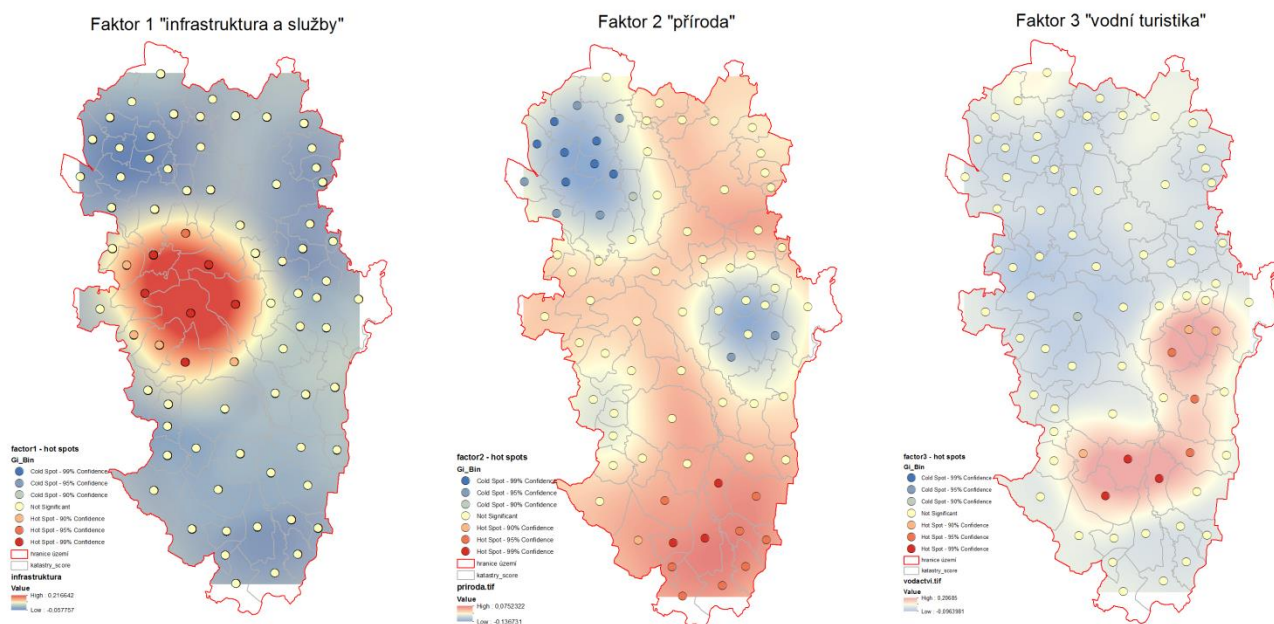 Faktor 1 "infrastruktura a služby"
factor1 - hot spots
Gi_Bin
Cold Spot - 99% Confidence
Cold Spot - 95% Confidence
Cold Spot - 90% Confidence
Not Significant
Hot Spot - 90% Confidence
Hot Spot - 95% Confidence
Hot Spot - 99% Confidence
hranice území
katastry_score
infrastruktura
Value
High : 0,216642
Low : -0,057757
Faktor 2 "příroda"
factor2 - hot spots
Gi_Bin
Cold Spot - 99% Confidence
Cold Spot - 95% Confidence
Cold Spot - 90% Confidence
Not Significant
Hot Spot - 90% Confidence
Hot Spot - 95% Confidence
Hot Spot - 99% Confidence
hranice území
katastry_score
priroda.tif
Value
High : 0,0752322
Low : -0,136731
Faktor 3 "vodní turistika"
factor3 - hot spots
Gi_Bin
Cold Spot - 99% Confidence
Cold Spot - 95% Confidence
Cold Spot - 90% Confidence
Not Significant
Hot Spot - 90% Confidence
Hot Spot - 95% Confidence
Hot Spot - 99% Confidence
hranice území
katastry_score
vodactvi.tif
Value
High : 0,29695
Low : -0,0963981